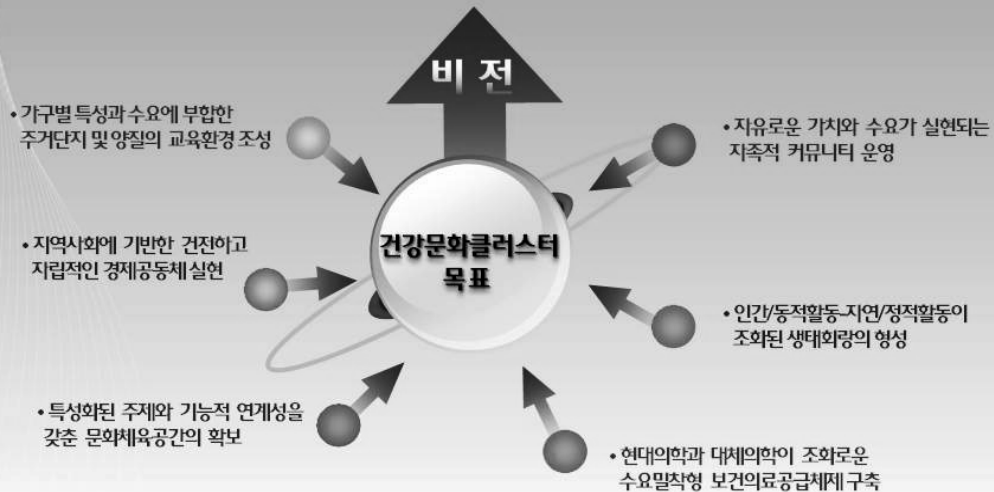 비 전
• 가구별 특성과 수요에 부합한
주거단지 및 양질의 교육환경 조성
• 자유로운 가치와 수요가 실현되는
자족적 커뮤니티 운영
건강문화클러스터
목표
• 지역사회에 기반한 건전하고
자립적인 경제공동체 실현
• 인간/동적활동-자연/정적활동이
조화된 생태회랑의 형성
• 특성화된 주제와 기능적 연계성을
갖춘 문화체육공간의 확보
• 현대의학과 대체의학이 조화로운
수요밀착형 보건의료공급체제 구축